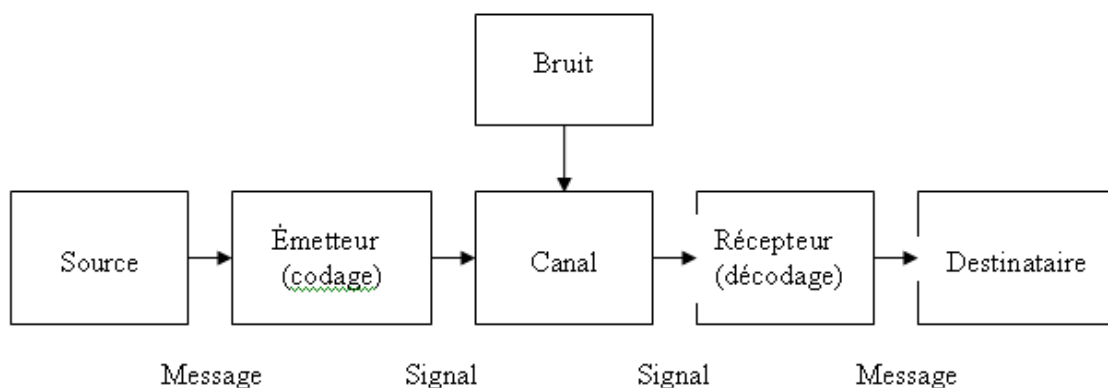 Bruit
Source
Émetteur
(codage)
Canal
Récepteur
(décodage)
Destinataire
Message
Signal
Signal
Message